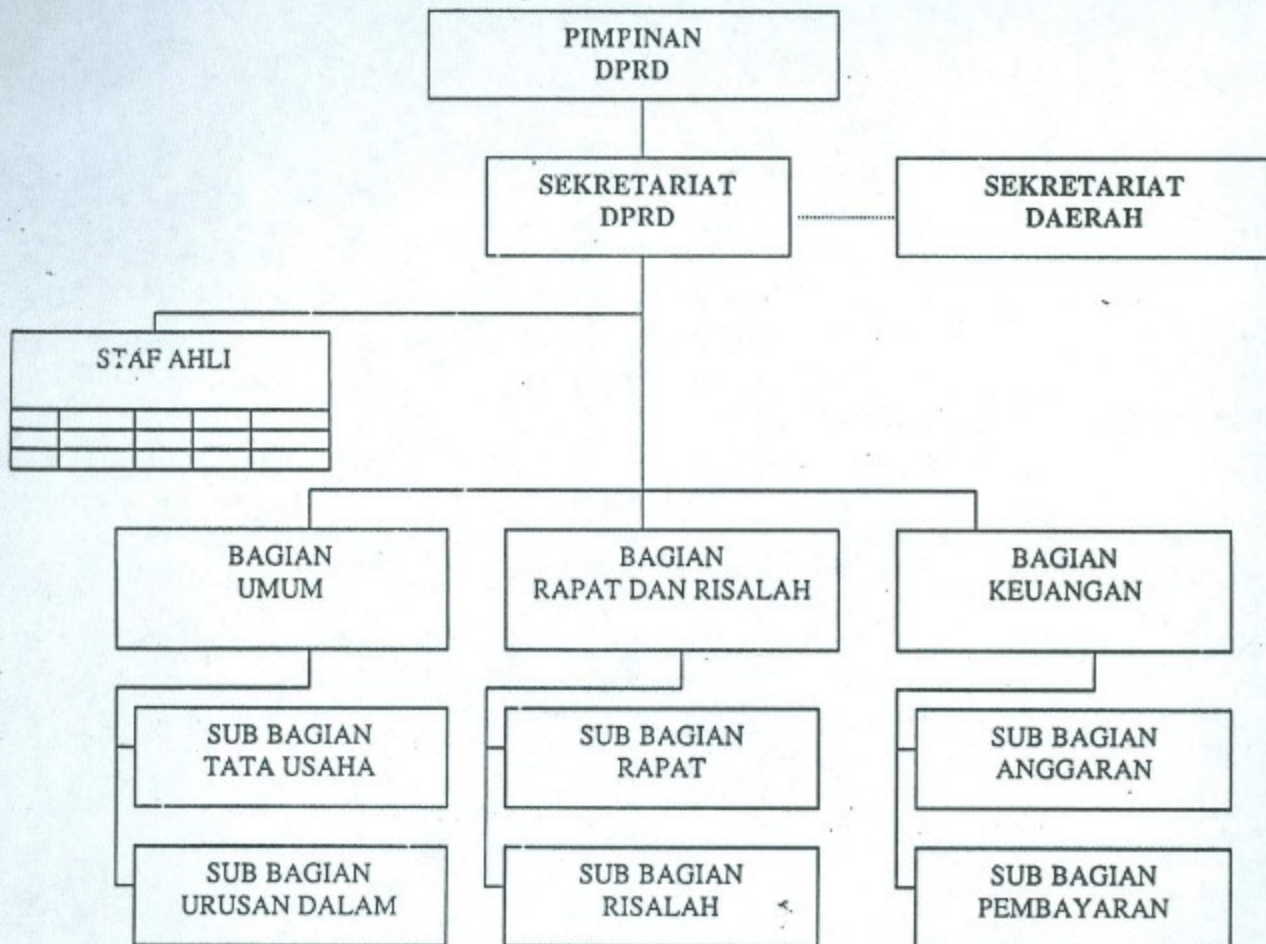 PIMPINAN
DPRD
SEKRETARIAT
DPRD
SEKRETARIAT
DAERAH
STAF AHLI
BAGIAN
UMUM
BAGIAN
RAPAT DAN RISALAH
BAGIAN
KEUANGAN
SUB BAGIAN
TATA USAHA
SUB BAGIAN
RAPAT
SUB BAGIAN
ANGGARAN
SUB BAGIAN
URUSAN DALAM
SUB BAGIAN
RISALAH
SUB BAGIAN
PEMBAYARAN